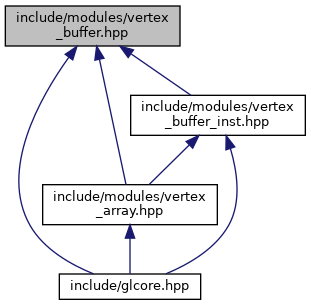 include/modules/vertex
_buffer.hpp
include/modules/vertex
_buffer_inst.hpp
include/modules/vertex
_array.hpp
include/glcore.hpp